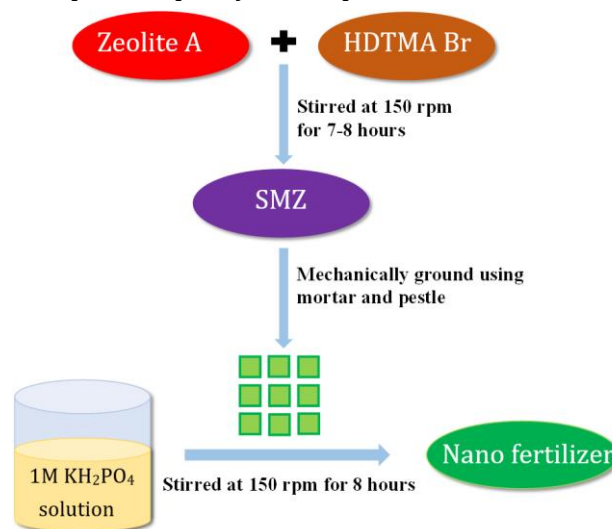 Zeolite A
HDTMA Br
Stirred at 150 rpm
for 7-8 hours
SMZ
Mechanically ground using
mortar and pestle
1M KH₂PO₄
solution
Stirred at 150 rpm for 8 hours
Nano fertilizer